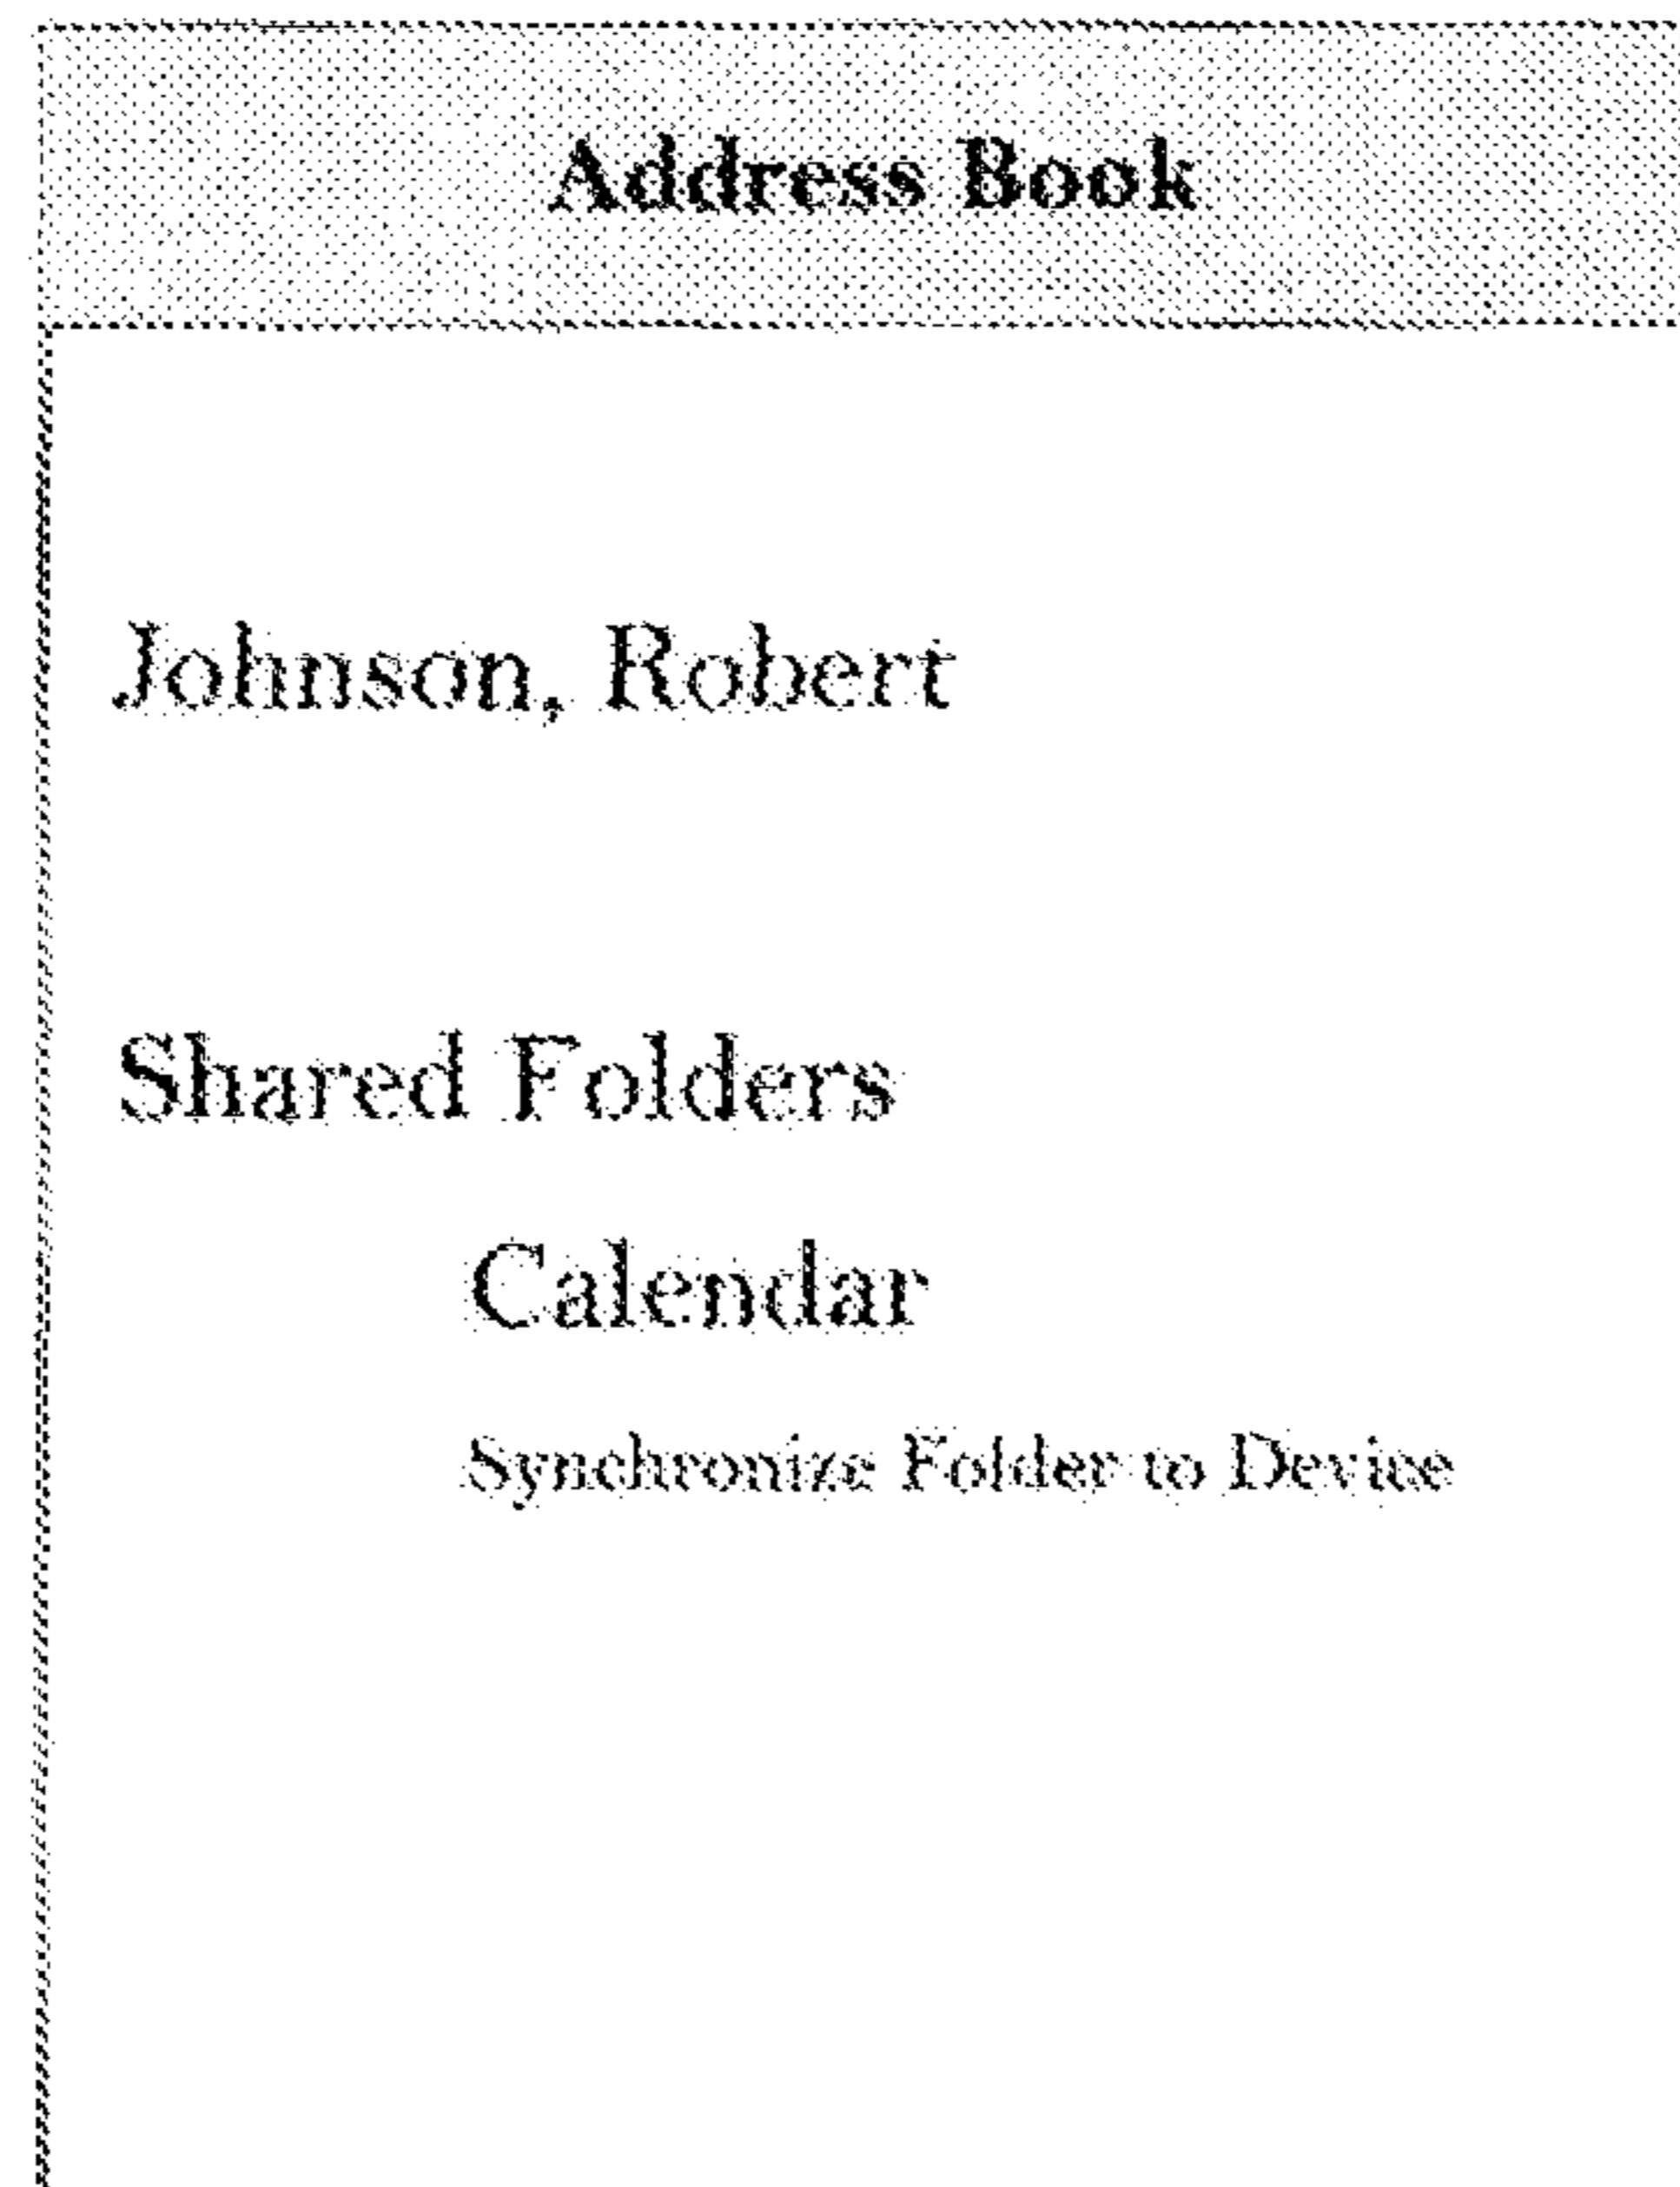 Address Book
Johnson, Robert
Shared Folders
Calendar
Synchronize Folder to Device